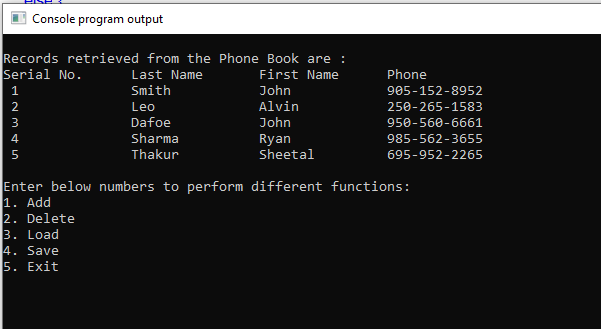 else {
Console program output
Records retrieved from the Phone Book are :
Serial No. Last Name First Name Phone
1 Smith John 905-152-8952
2 Leo Alvin 250-265-1583
3 Dafoe John 950-560-6661
4 Sharma Ryan 985-562-3655
5 Thakur Sheetal 695-952-2265
Enter below numbers to perform different functions:
1. Add
2. Delete
3. Load
4. Save
5. Exit